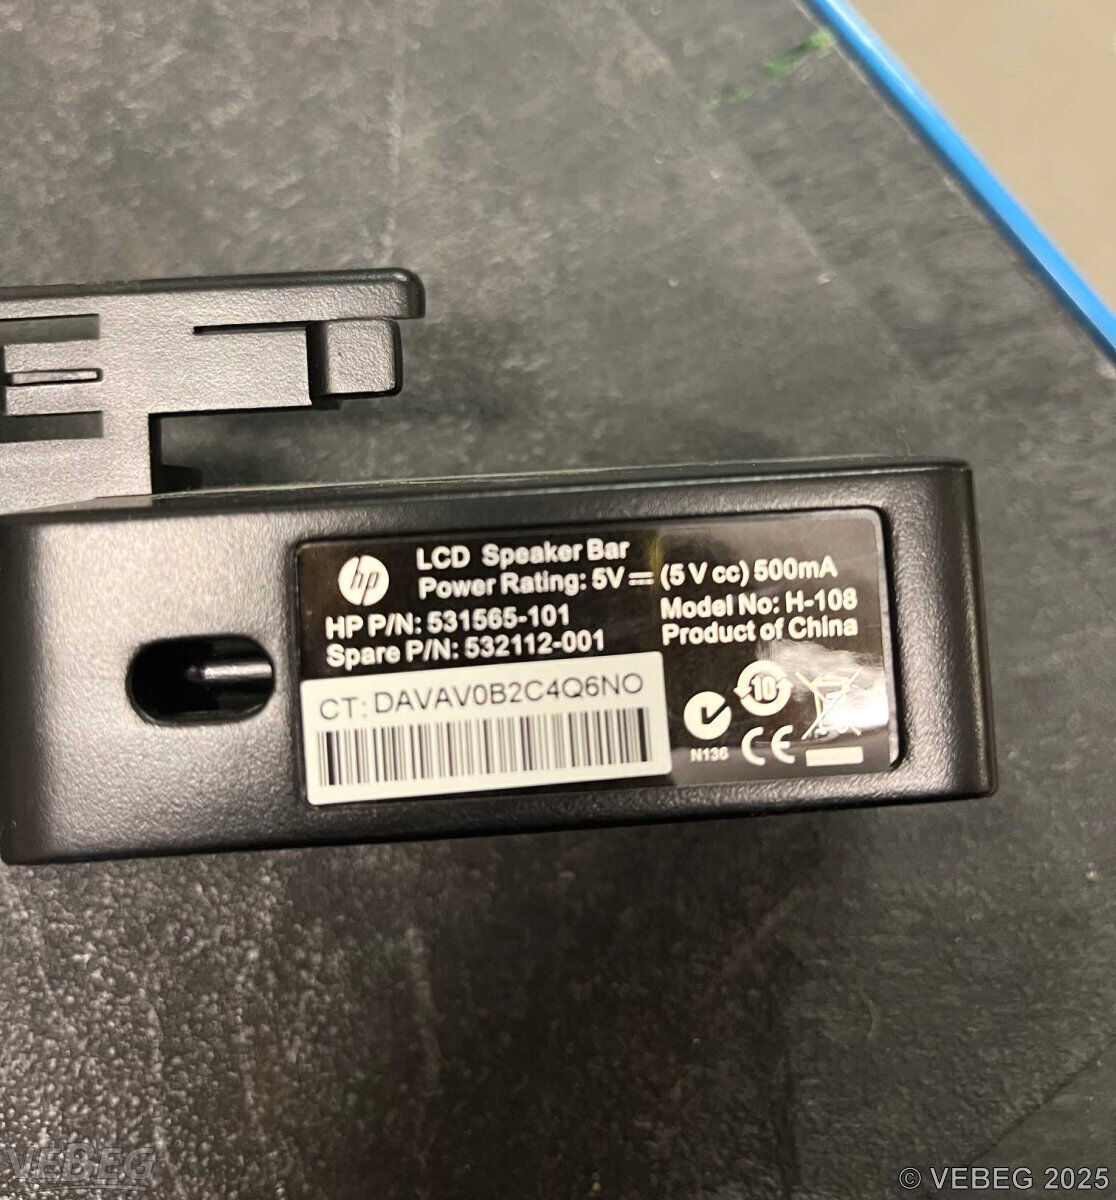 hp
LCD Speaker Bar
Power Rating: 5V⎓ (5 V cc) 500mA
HP P/N: 531565-101
Model No: H-108
Spare P/N: 532112-001
Product of China
CT: DAVAV0B2C4Q6NO
10
N136
CE
VEBEG
© VEBEG 2025